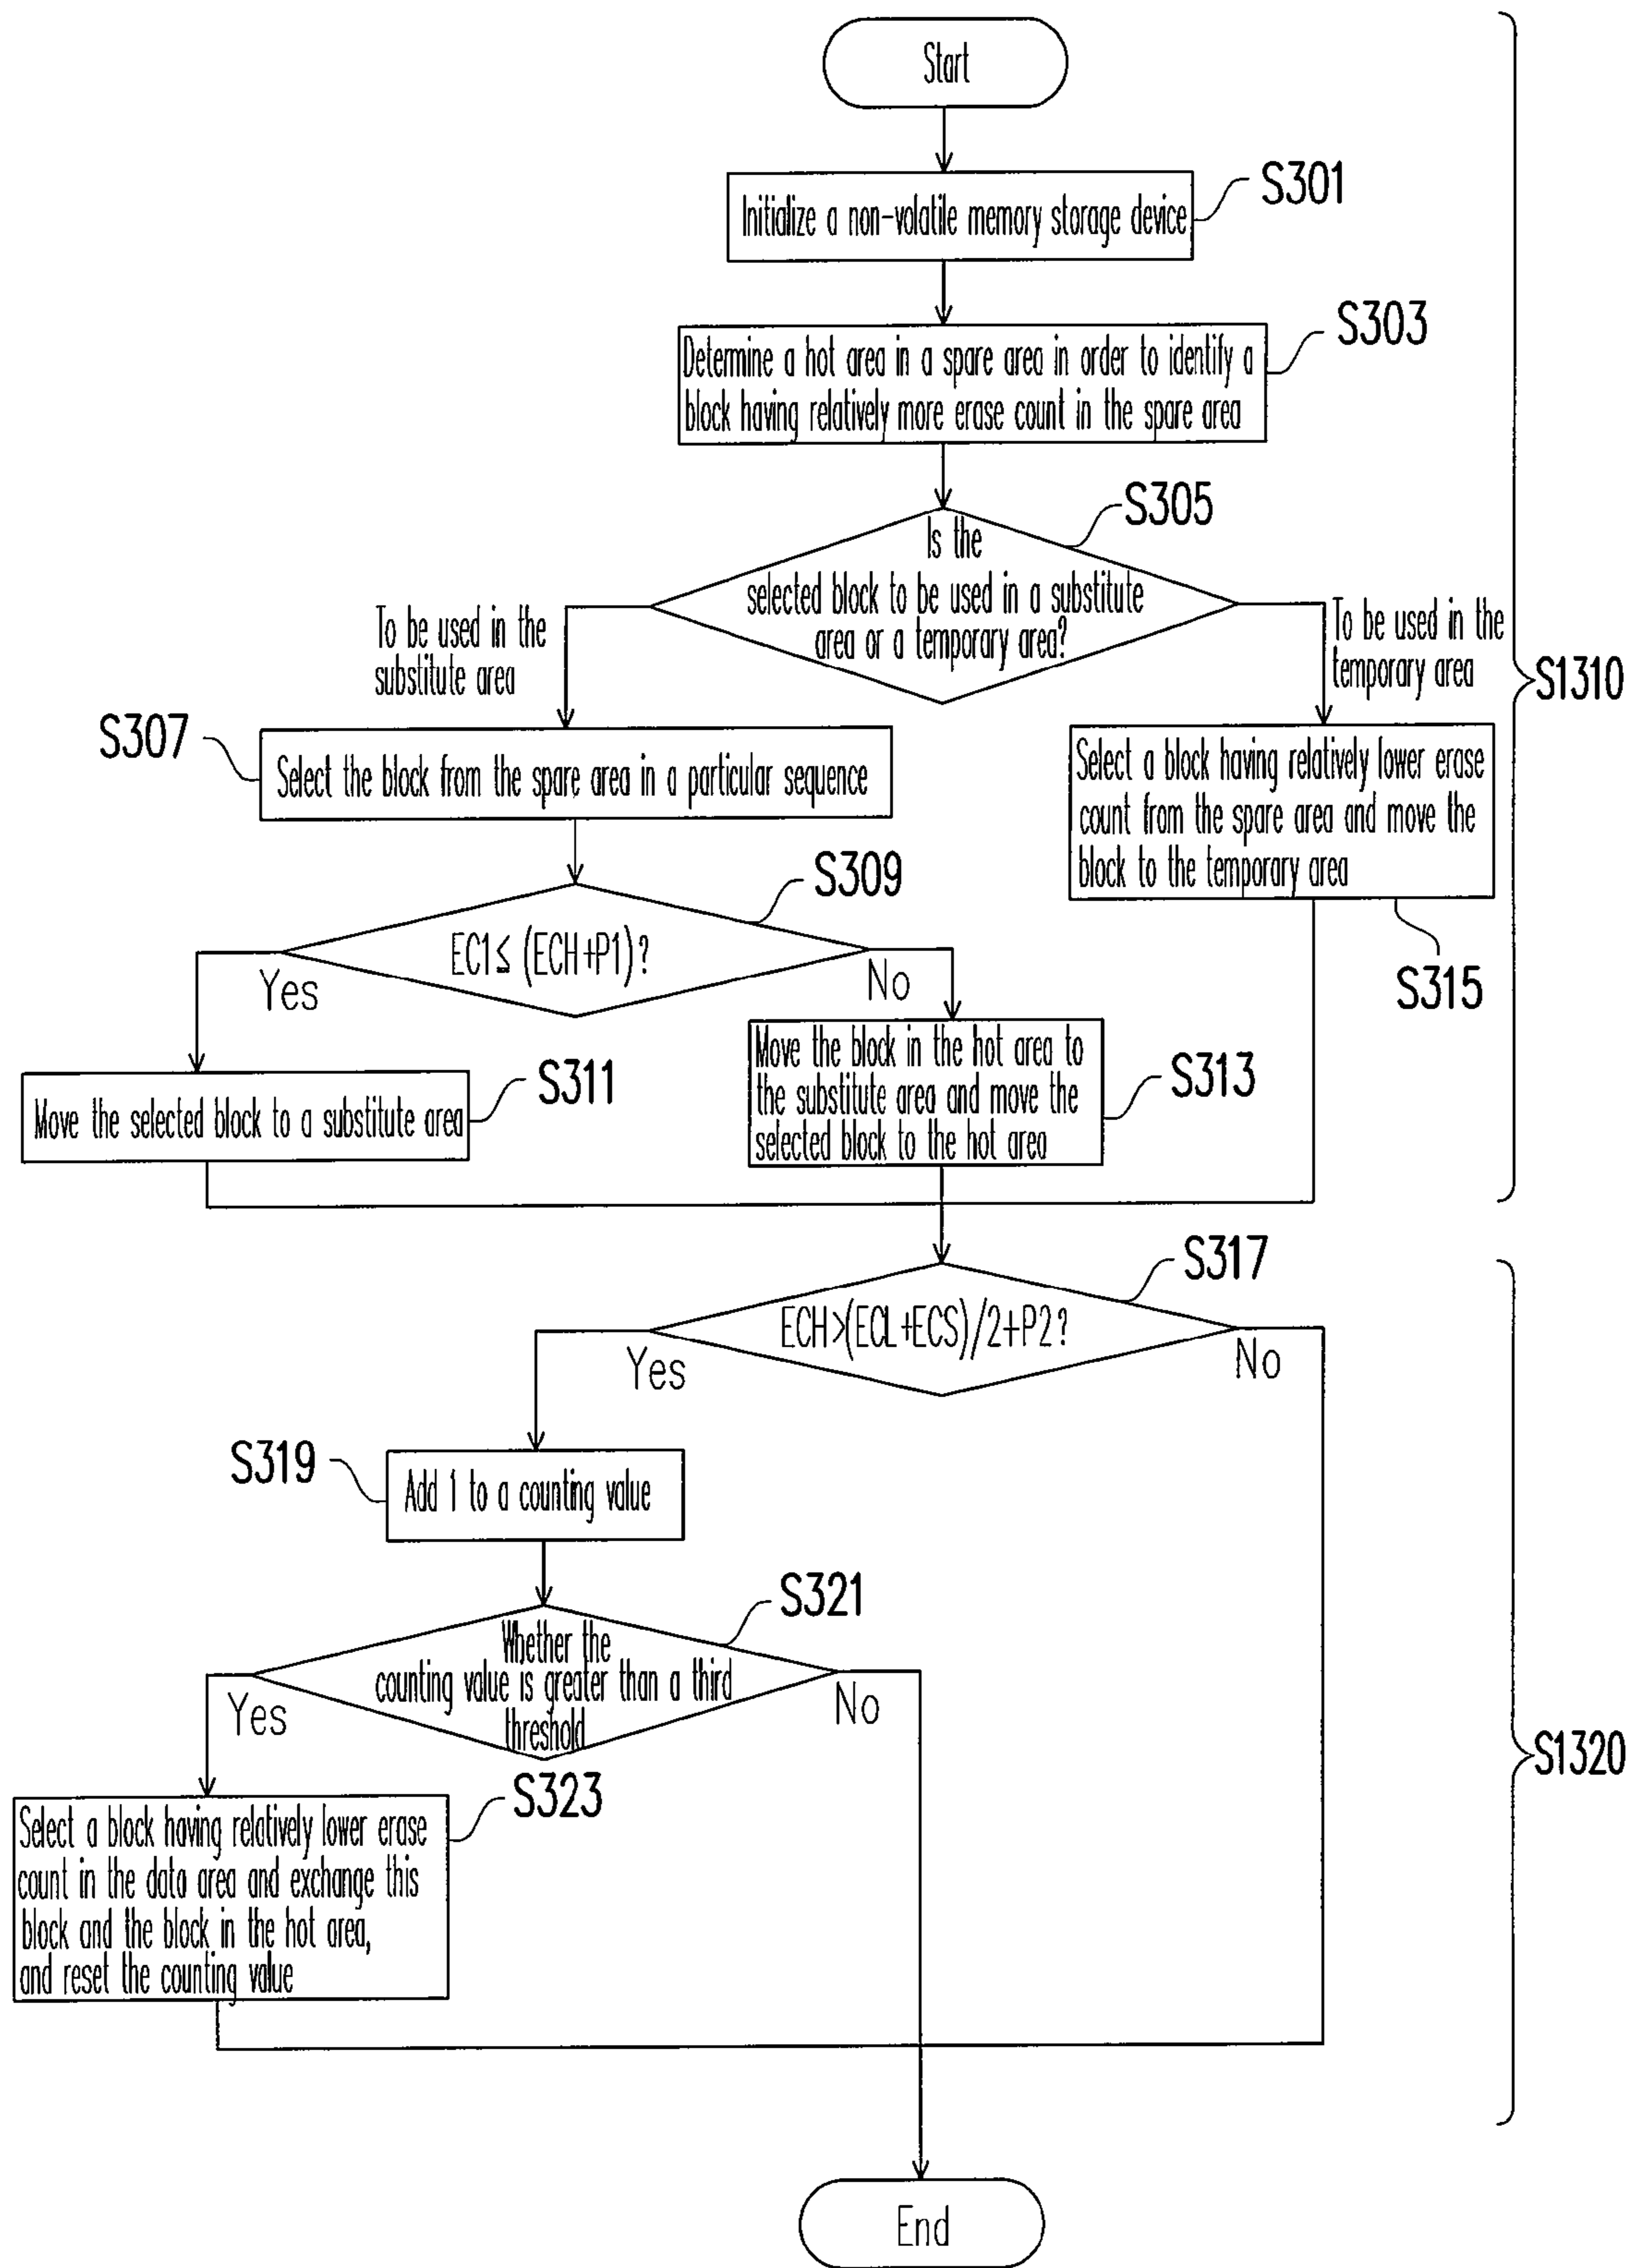 Start
S301
Initialize a non-volatile memory storage device
S303
Determine a hot area in a spare area in order to identify a
block having relatively more erase count in the spare area
S305
Is the
selected block to be used in a substitute
area or a temporary area?
To be used in the
substitute area
To be used in the
temporary area
S1310
S307
Select the block from the spare area in a particular sequence
Select a block having relatively lower erase
count from the spare area and move the
block to the temporary area
S315
S309
EC1≤ (ECH+P1)?
Yes
No
S311
Move the selected block to a substitute area
Move the block in the hot area to
the substitute area and move the
selected block to the hot area
S313
S317
ECH>(ECL+ECS)/2+P2?
Yes
No
S319
Add 1 to a counting value
S321
Whether the
counting value is greater than a third
threshold
Yes
No
S1320
S323
Select a block having relatively lower erase
count in the data area and exchange this
block and the block in the hot area,
and reset the counting value
End